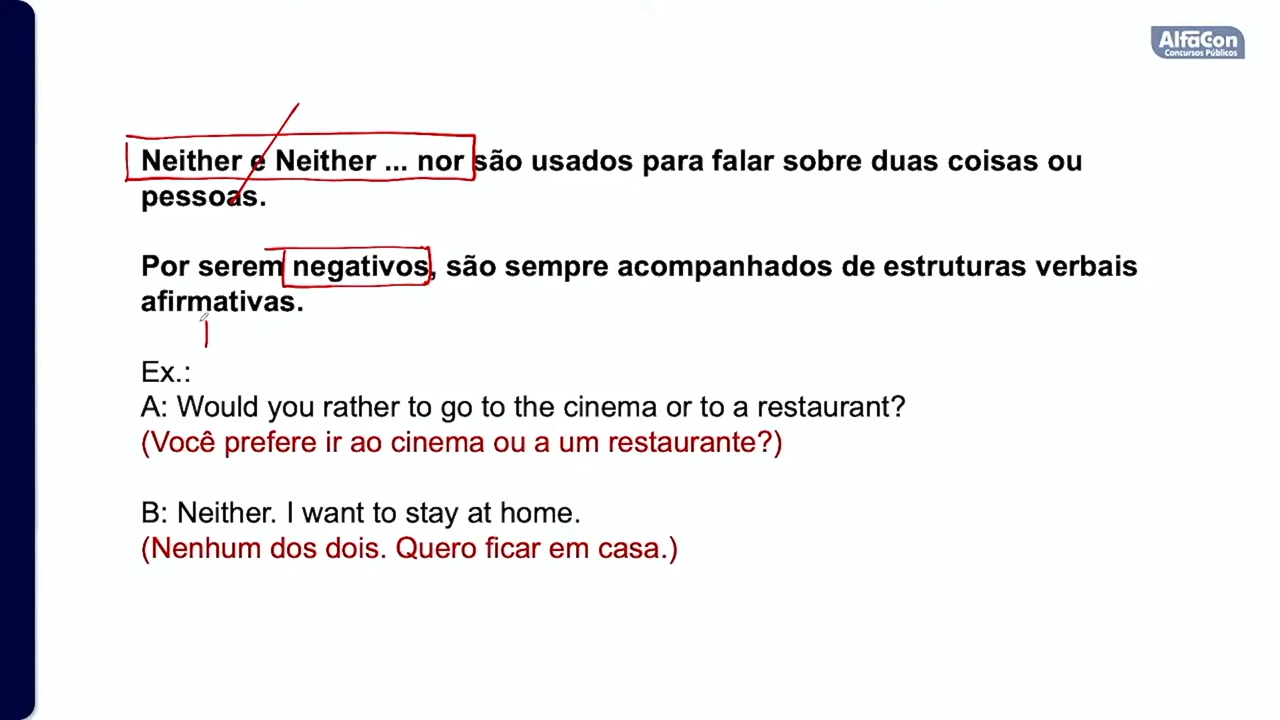 AlfaCon
Concursos Públicos
Neither e Neither ... nor são usados para falar sobre duas coisas ou
pessoas.
Por serem negativos, são sempre acompanhados de estruturas verbais
afirmativas.
Ex.:
A: Would you rather to go to the cinema or to a restaurant?
(Você prefere ir ao cinema ou a um restaurante?)
B: Neither. I want to stay at home.
(Nenhum dos dois. Quero ficar em casa.)